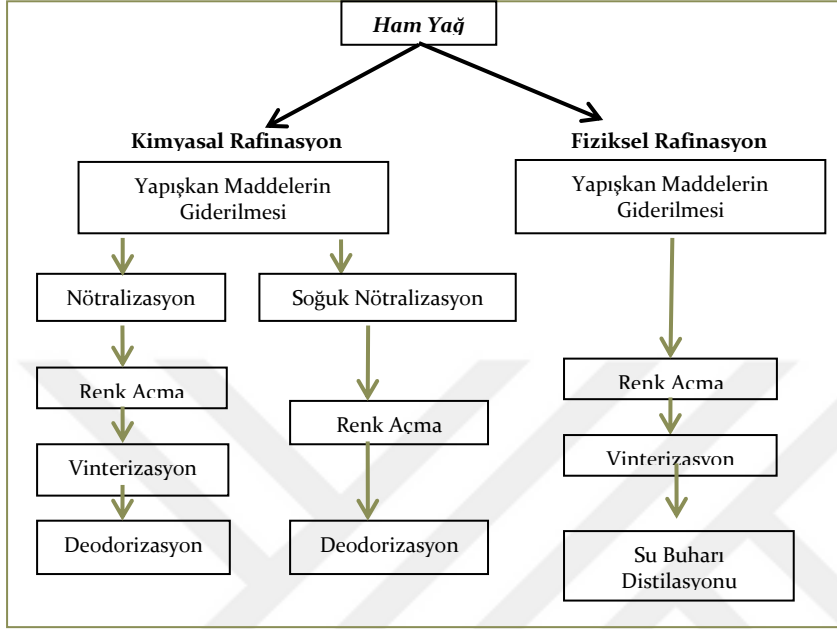 Ham Yağ
Kimyasal Rafinasyon
Fiziksel Rafinasyon
Yapışkan Maddelerin
Giderilmesi
Yapışkan Maddelerin
Giderilmesi
Nötralizasyon
Soğuk Nötralizasyon
Renk Açma
Renk Açma
Renk Açma
Vinterizasyon
Vinterizasyon
Deodorizasyon
Deodorizasyon
Su Buharı
Distilasyonu